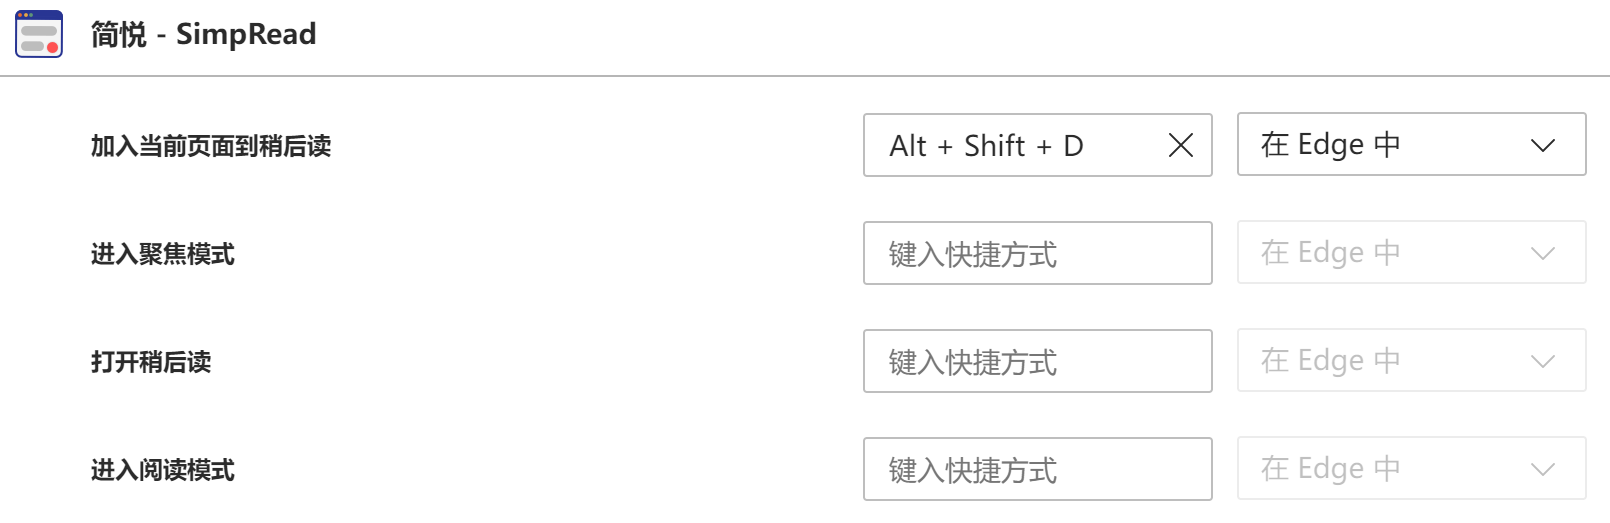 简悦 - SimpRead
加入当前页面到稍后读 Alt + Shift + D 在 Edge 中
进入聚焦模式 键入快捷方式 在 Edge 中
打开稍后读 键入快捷方式 在 Edge 中
进入阅读模式 键入快捷方式 在 Edge 中